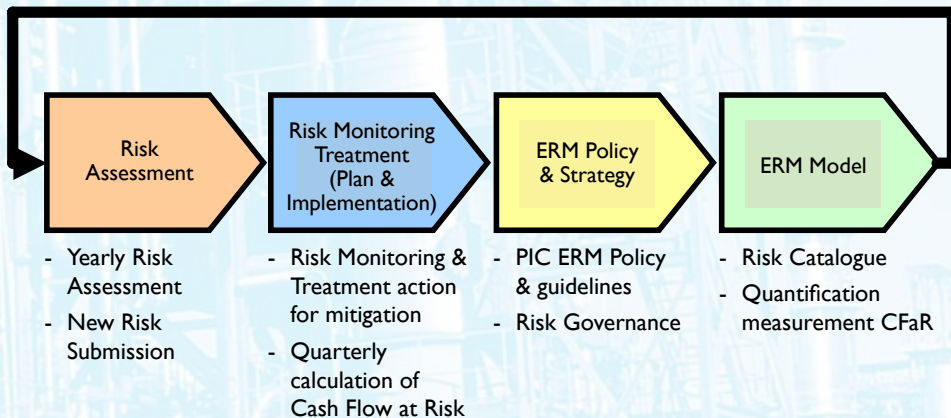 Risk
Assessment
Risk Monitoring
Treatment
(Plan &
Implementation)
ERM Policy
& Strategy
ERM Model
- Yearly Risk
Assessment
- New Risk
Submission
- Risk Monitoring &
Treatment action
for mitigation
- Quarterly
calculation of
Cash Flow at Risk
- PIC ERM Policy
& guidelines
- Risk Governance
- Risk Catalogue
- Quantification
measurement CFaR